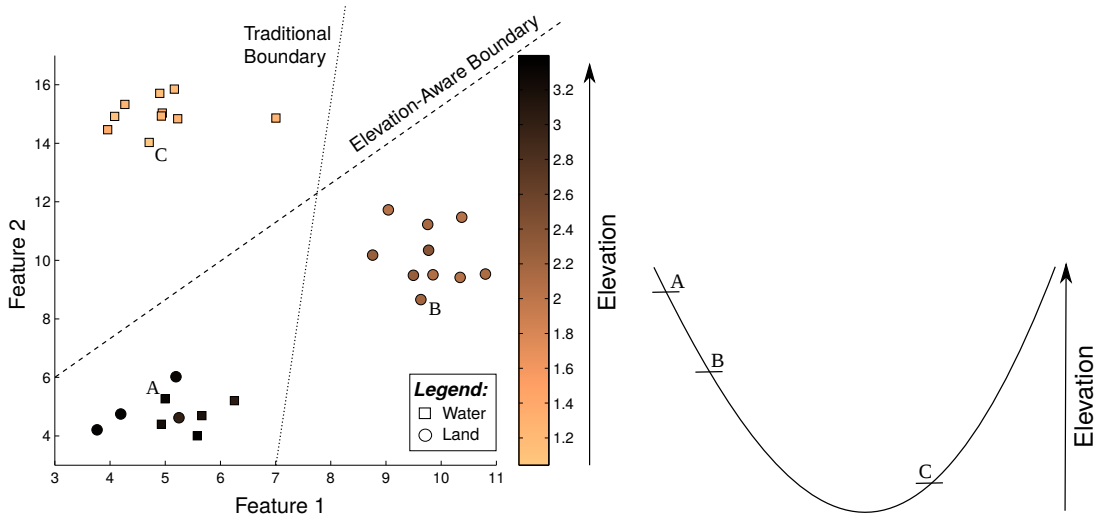 Traditional
Boundary
Elevation-Aware Boundary
16
14
12
10
8
6
4
3
4
5
6
7
8
9
10
11
Feature 2
Feature 1
C
B
A
Legend:
Water
Land
3.2
3
2.8
2.6
2.4
2.2
2
1.8
1.6
1.4
1.2
Elevation
A
B
C
Elevation